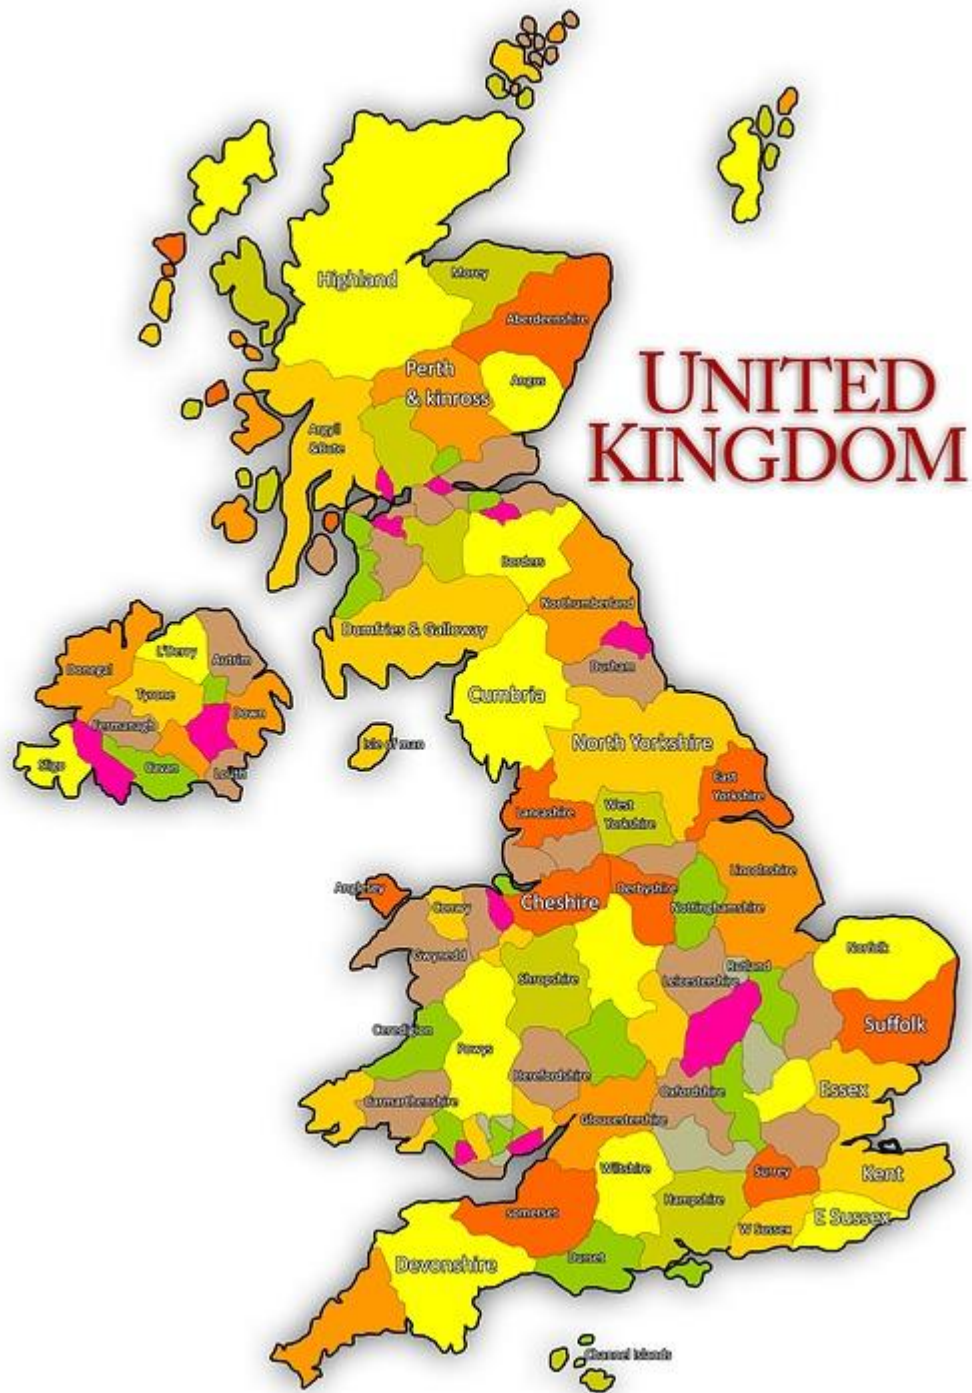 Highland
Morey
Aberdeenshire
UNITED
KINGDOM
Perth
& kinross
Angus
Argyll
&Bute
Borders
Northumberland
Dumfries & Galloway
L'Derry
Autrim
Donegal
Durham
Tyrone
Cumbria
Down
Fermanagh
North Yorkshire
Isle of man
Sligo
Cavan
Louth
East
Yorkshire
Lancashire
West
Yorkshire
Lincolnshire
Anglesey
Derbyshire
Cheshire
Conwy
Nottinghamshire
Norfolk
Gwynedd
Rutland
Shropshire
Leicestershire
Suffolk
Ceredigion
Powys
Herefordshire
Essex
Oxfordshire
Carmarthenshire
Gloucestershire
Wiltshire
Surrey
Kent
Hampshire
somerset
E Sussex
W Sussex
Durset
Devonshire
Channel Islands